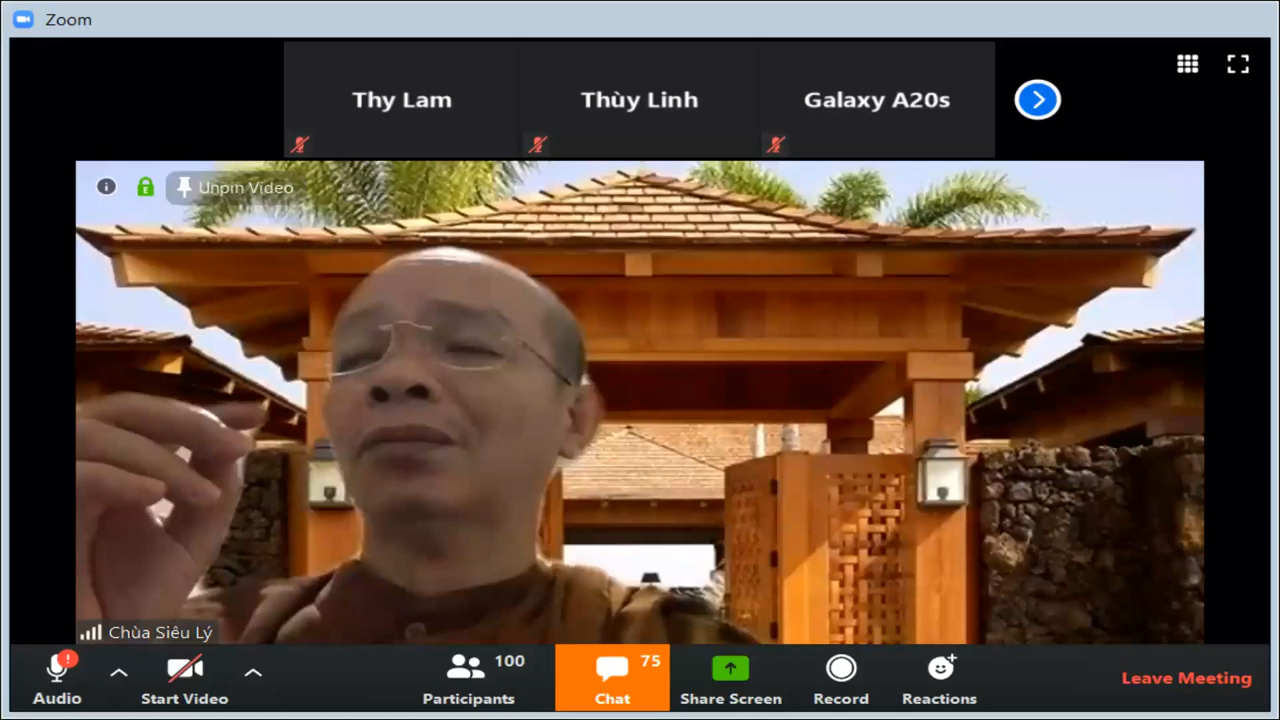 Zoom
Thy Lam
Thùy Linh
Galaxy A20s
Unpin Video
Chùa Siêu Lý
100
75
Audio
Start Video
Participants
Chat
Share Screen
Record
Reactions
Leave Meeting